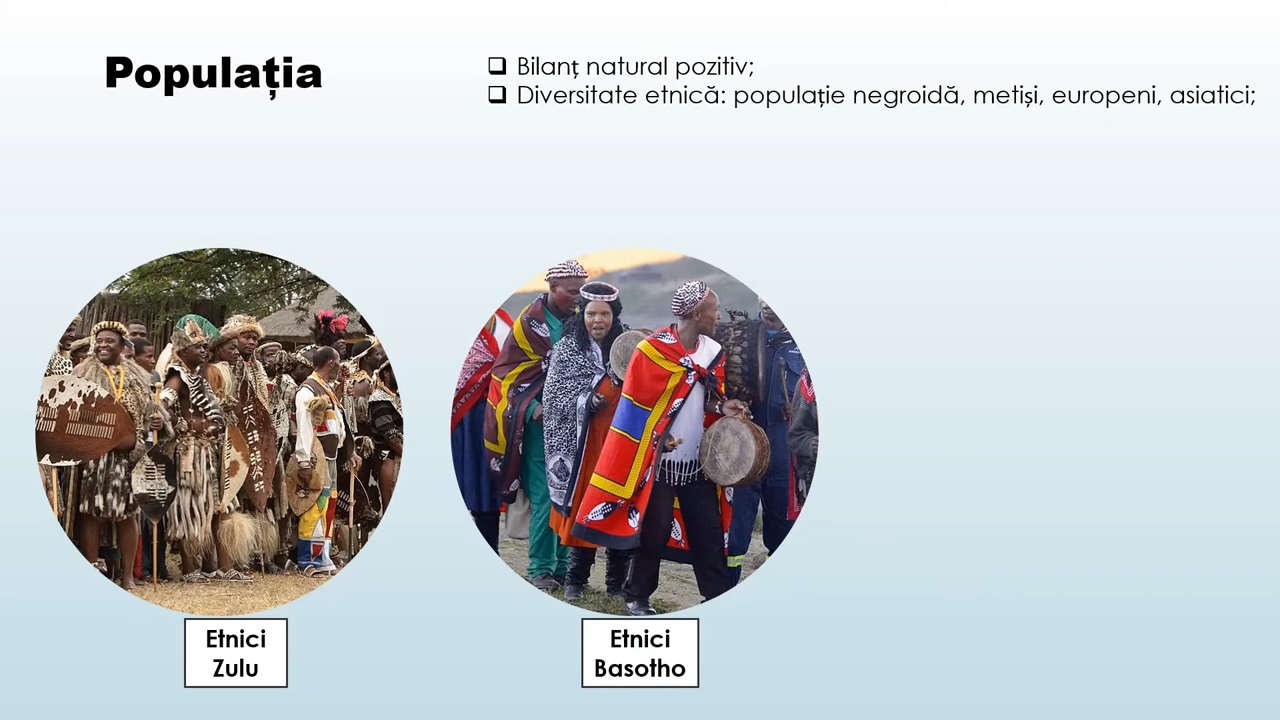 Populația
❑ Bilanț natural pozitiv;
❑ Diversitate etnică: populație negroidă, metiși, europeni, asiatici;
Etnici
Zulu
Etnici
Basotho